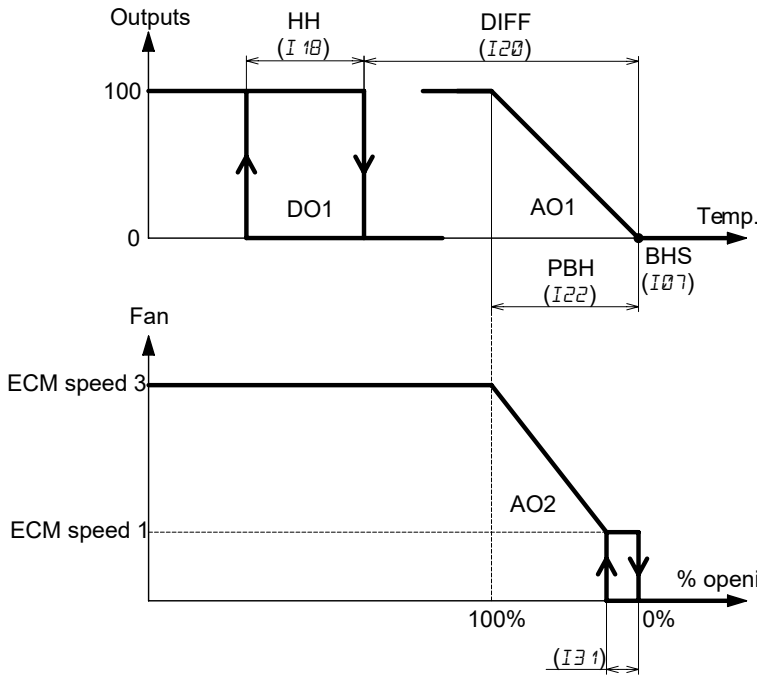 Outputs
HH
(I18)
DIFF
(I20)
100
DO1
AO1
Temp.
0
PBH
(I22)
BHS
(I07)
Fan
ECM speed 3
AO2
ECM speed 1
% openi
100%
0%
(I31)